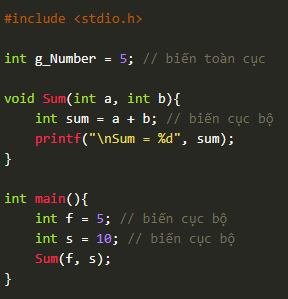 #include <stdio.h>
int g_Number = 5; // biến toàn cục
void Sum(int a, int b){
    int sum = a + b; // biến cục bộ
    printf("\nSum = %d", sum);
}
int main(){
    int f = 5; // biến cục bộ
    int s = 10; // biến cục bộ
    Sum(f, s);
}